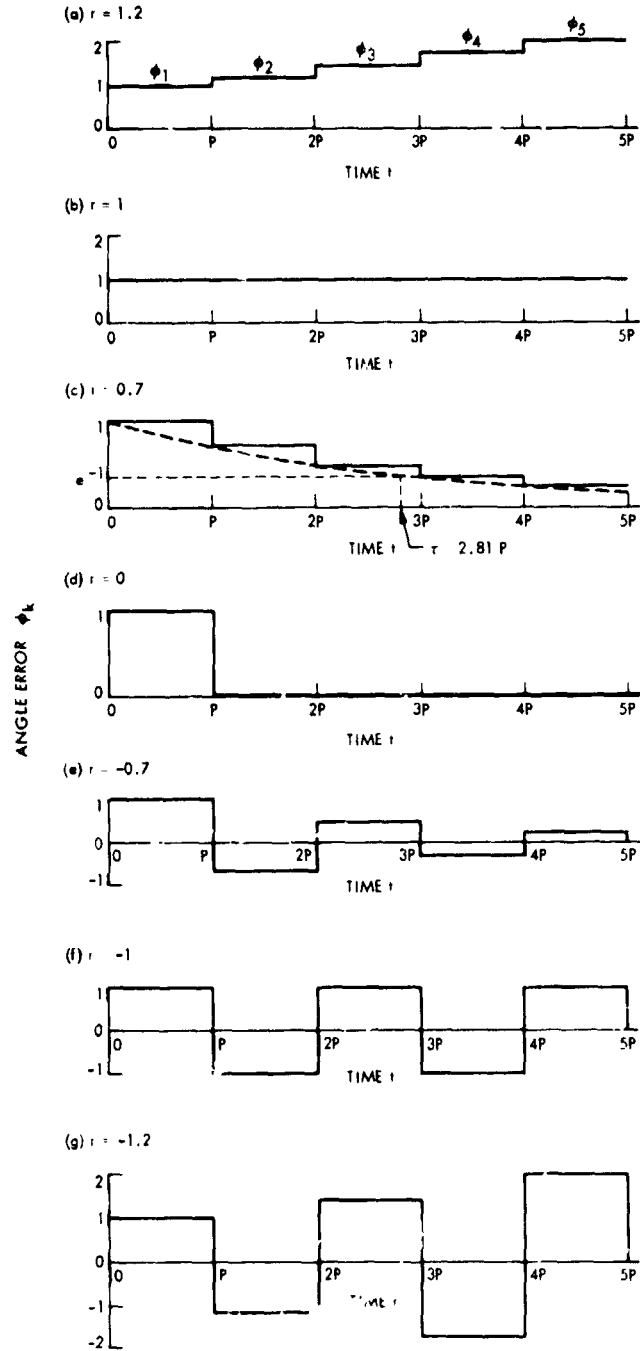 (a) r = 1.2
2
1
0
ϕ1
ϕ2
ϕ3
ϕ4
ϕ5
0 P 2P 3P 4P 5P
TIME t
(b) r = 1
2
1
0
0 P 2P 3P 4P 5P
TIME t
(c) r = 0.7
1
e-1
0
0 P 2P 3P 4P 5P
TIME t
τ 2.81 P
(d) r = 0
1
0
0 P 2P 3P 4P 5P
TIME t
ANGLE ERROR ϕk
(e) r = -0.7
1
0
-1
0 P 2P 3P 4P 5P
TIME t
(f) r -1
1
0
-1
0 P 2P 3P 4P 5P
TIME t
(g) r = -1.2
2
1
0
-1
-2
0 P 2P 3P 4P 5P
TIME t